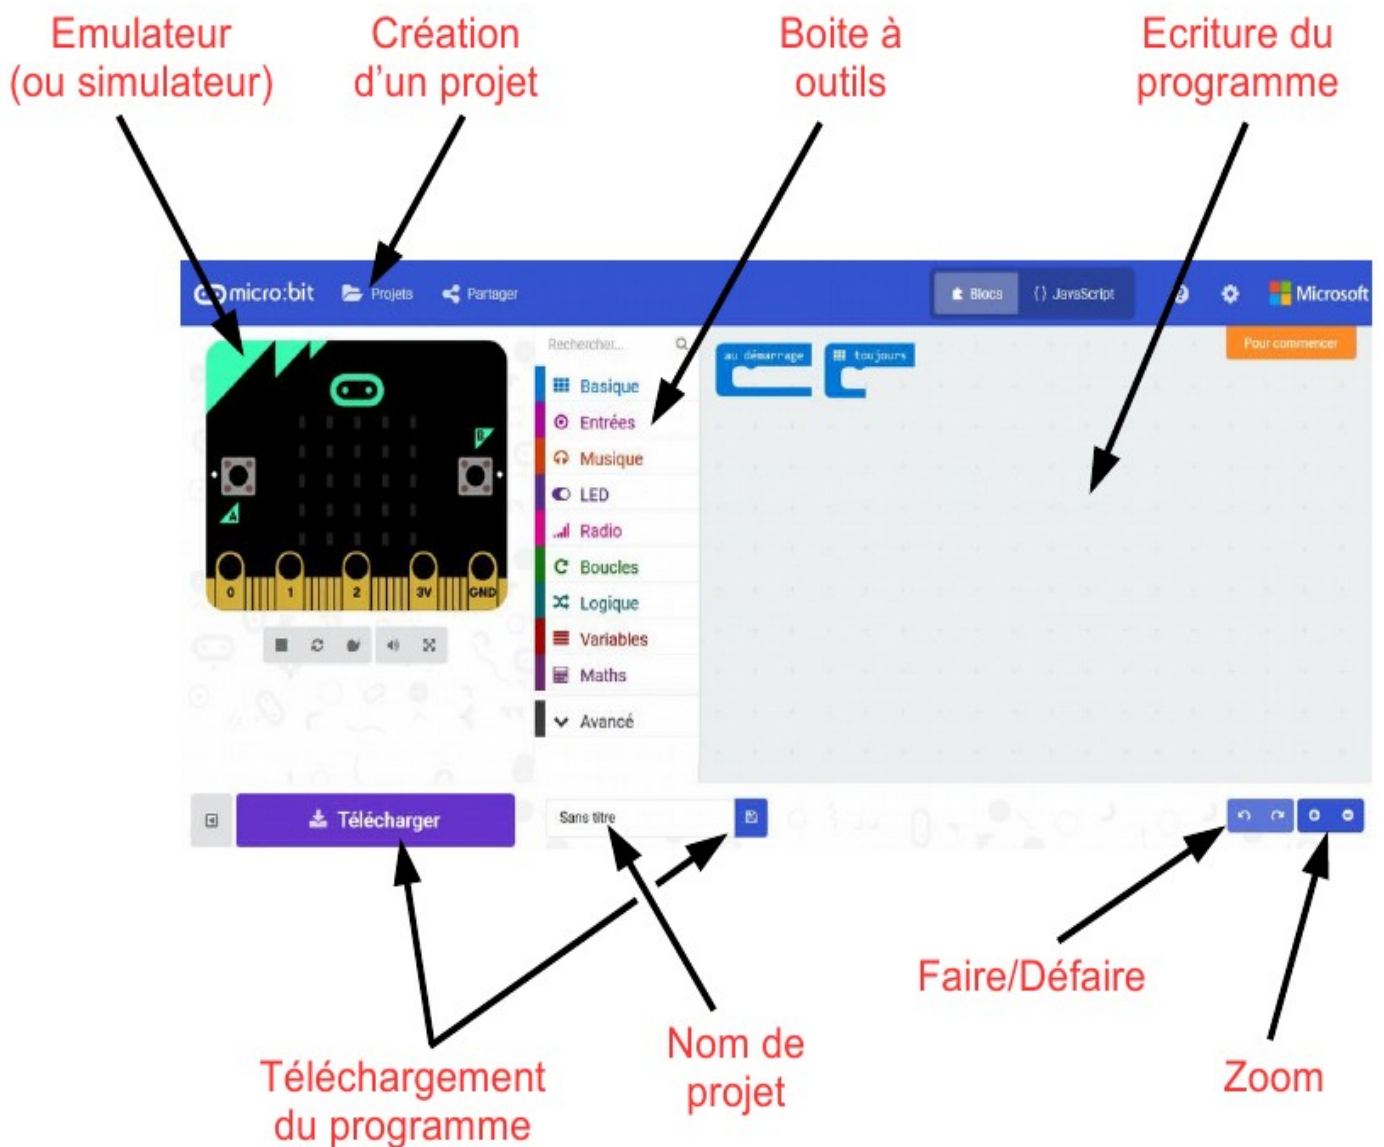 Emulateur
(ou simulateur)
Création
d'un projet
Boite à
outils
Ecriture du
programme
micro:bit
Projets
Partager
Blocs
{} JavaScript
?
Microsoft
Rechercher...
au démarrage
toujours
Pour commencer
Basique
Entrées
Musique
LED
Radio
Boucles
Logique
Variables
Maths
Avancé
B
A
0
1
2
3V
GND
Télécharger
Sans titre
Faire/Défaire
Nom de
projet
Zoom
Téléchargement
du programme